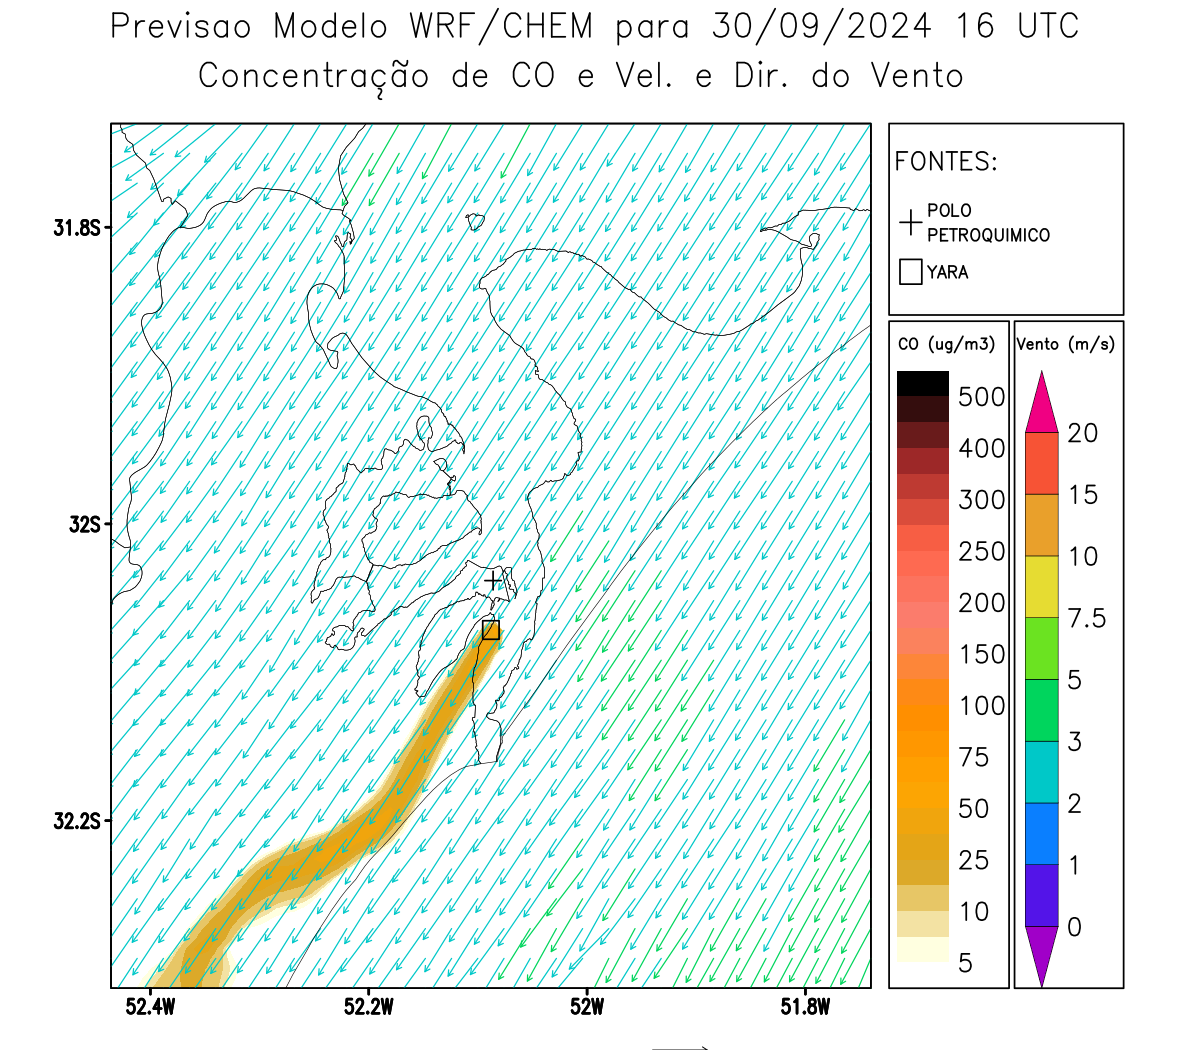 Previsao Modelo WRF/CHEM para 30/09/2024 16 UTC
Concentração de CO e Vel. e Dir. do Vento
FONTES:
POLO
PETROQUIMICO
YARA
CO (ug/m3)
500
400
300
250
200
150
100
75
50
25
10
5
Vento (m/s)
20
15
10
7.5
5
3
2
1
0
31.8S
32S
32.2S
52.4W
52.2W
52W
51.8W